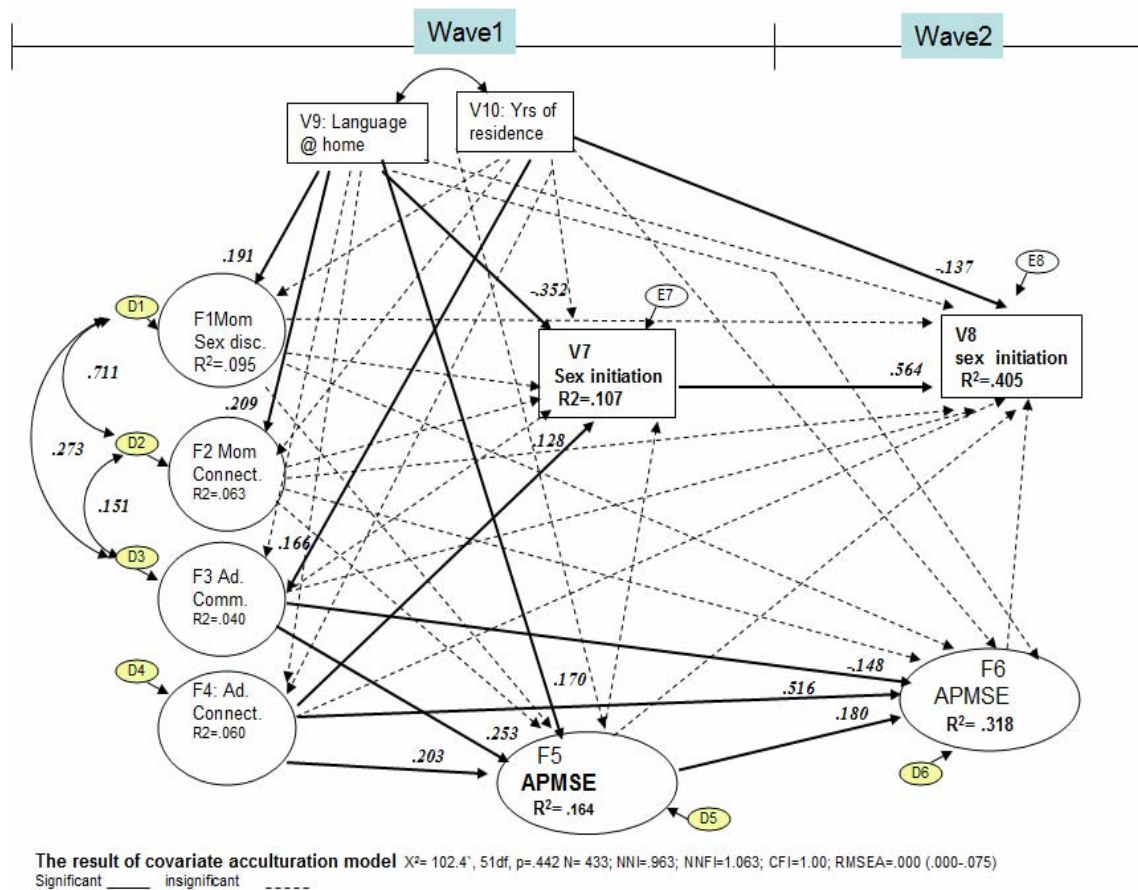 Wave1
Wave2
V9: Language
@ home
V10: Yrs of
residence
.191
-.352
-.137
E8
E7
D1
F1Mom
Sex disc.
R²=.095
V7
Sex initiation
R2=.107
V8
sex initiation
R²=.405
.564
.711
.209
D2
F2 Mom
Connect.
R2=.063
.128
.273
.151
D3
.166
F3 Ad.
Comm.
R2=.040
D4
F4: Ad.
Connect.
R2=.060
-.148
.170
.516
.180
F6
APMSE
R²= .318
.253
.203
F5
APMSE
R²= .164
D6
D5
The result of covariate acculturation model X²= 102.4`, 51df, p=.442 N= 433; NNI=.963; NNFI=1.063; CFI=1.00; RMSEA=.000 (.000-.075)
Significant _____ insignificant -----